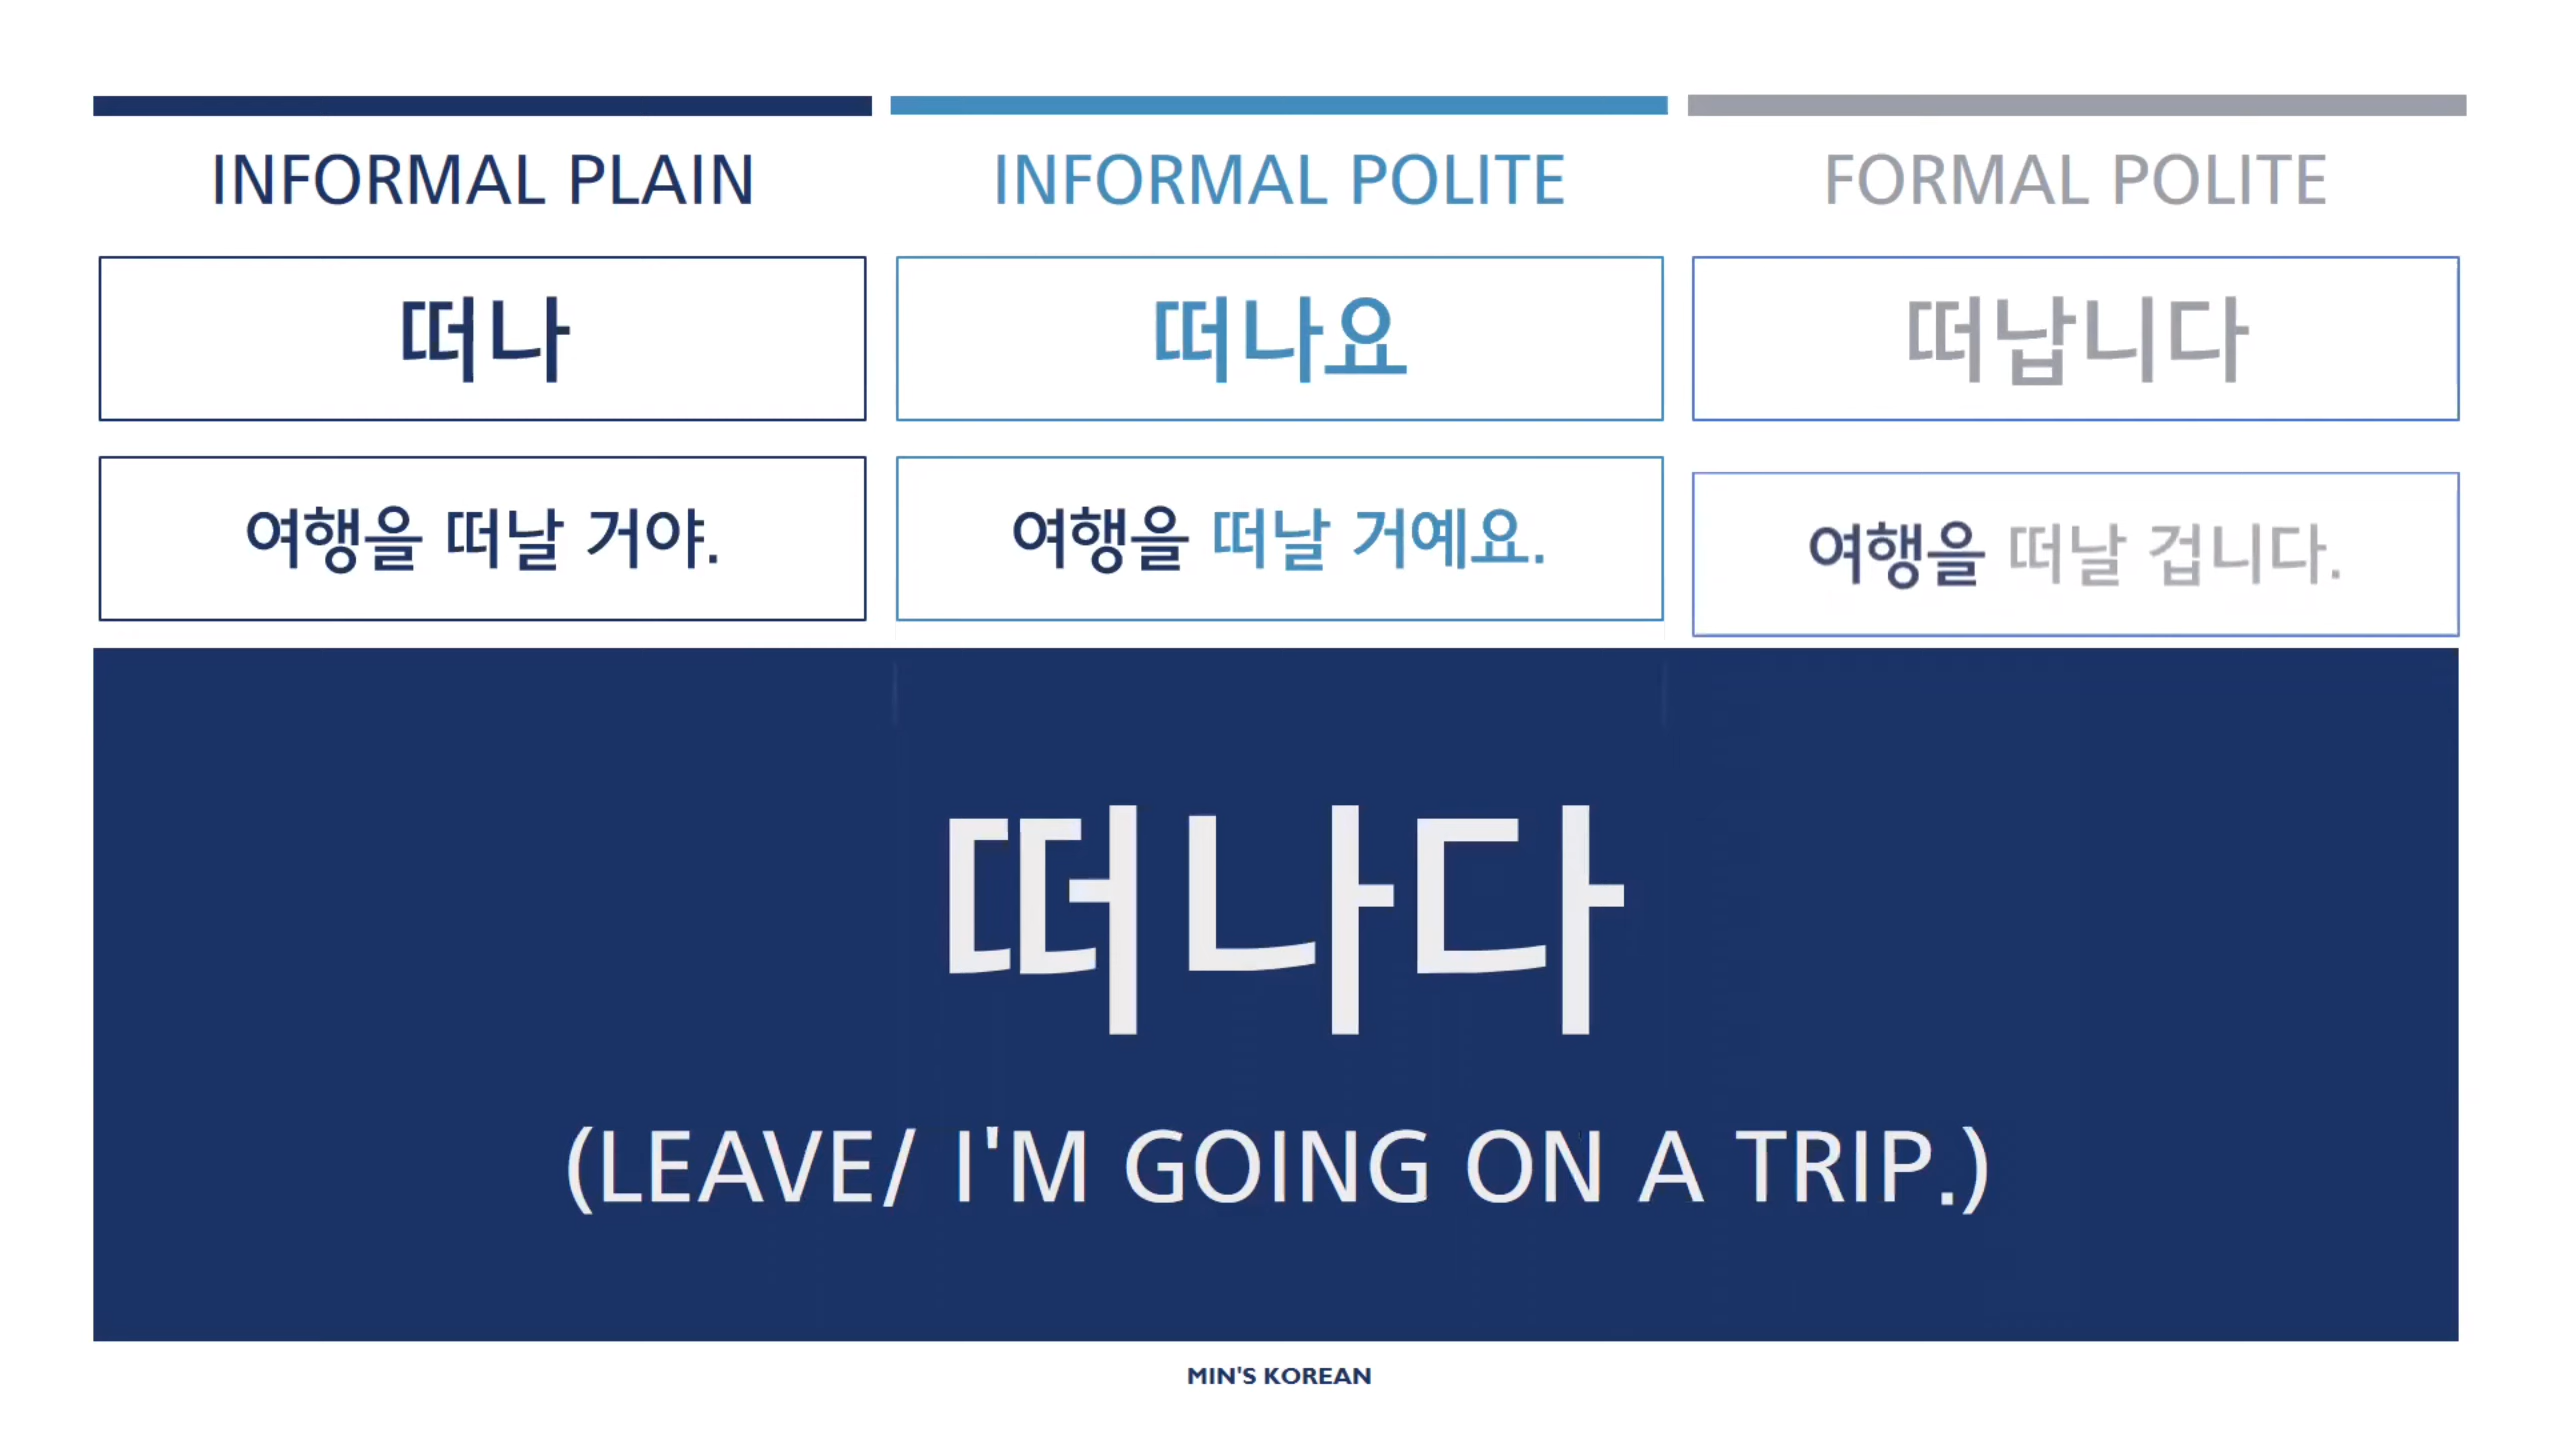 INFORMAL PLAIN
INFORMAL POLITE
FORMAL POLITE
떠나
떠나요
떠납니다
여행을 떠날 거야.
여행을 떠날 거예요.
여행을 떠날 겁니다.
떠나다
(LEAVE/ I'M GOING ON A TRIP.)
MIN'S KOREAN